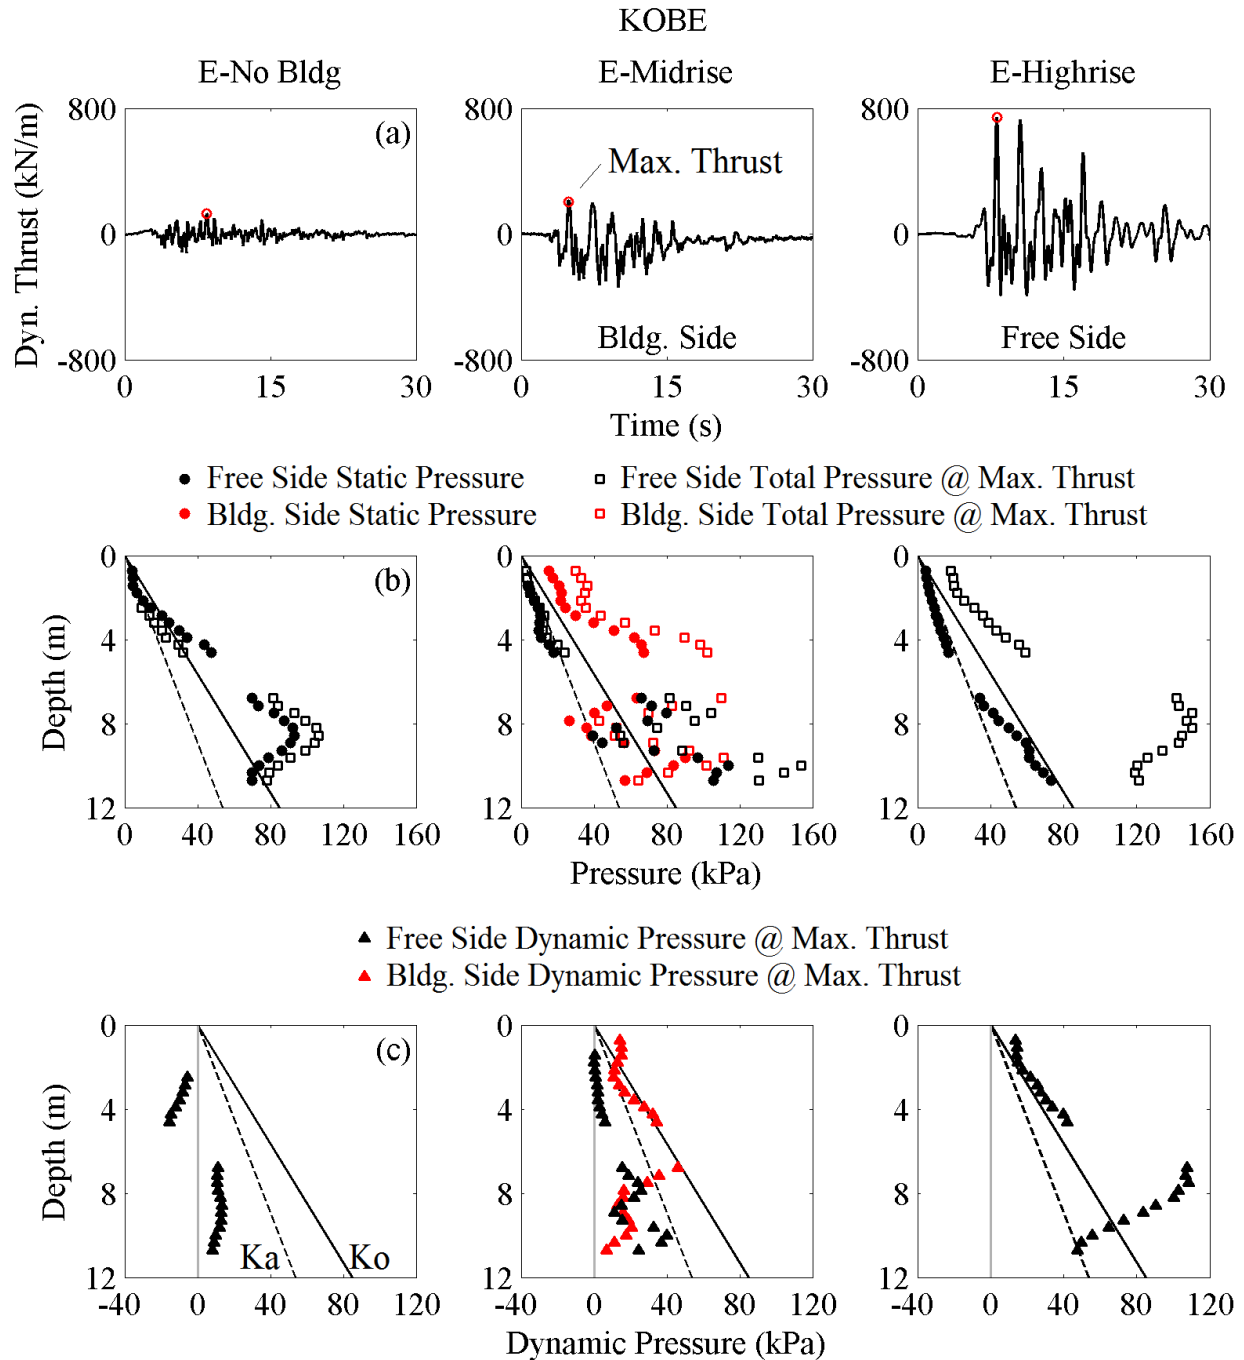 KOBE
E-No Bldg E-Midrise E-Highrise
(a)
Dyn. Thrust (kN/m)
800 800 800
0 0 0
-800 -800 -800
Max. Thrust
Bldg. Side Free Side
0 15 30 0 15 30 0 15 30
Time (s)
Free Side Static Pressure Free Side Total Pressure @ Max. Thrust
Bldg. Side Static Pressure Bldg. Side Total Pressure @ Max. Thrust
(b)
Depth (m)
0 0 0
4 4 4
8 8 8
12 12 12
0 40 80 120 160 0 40 80 120 160 0 40 80 120 160
Pressure (kPa)
Free Side Dynamic Pressure @ Max. Thrust
Bldg. Side Dynamic Pressure @ Max. Thrust
(c)
Depth (m)
0 0 0
4 4 4
8 8 8
Ka Ko
12 12 12
-40 0 40 80 120 -40 0 40 80 120 -40 0 40 80 120
Dynamic Pressure (kPa)